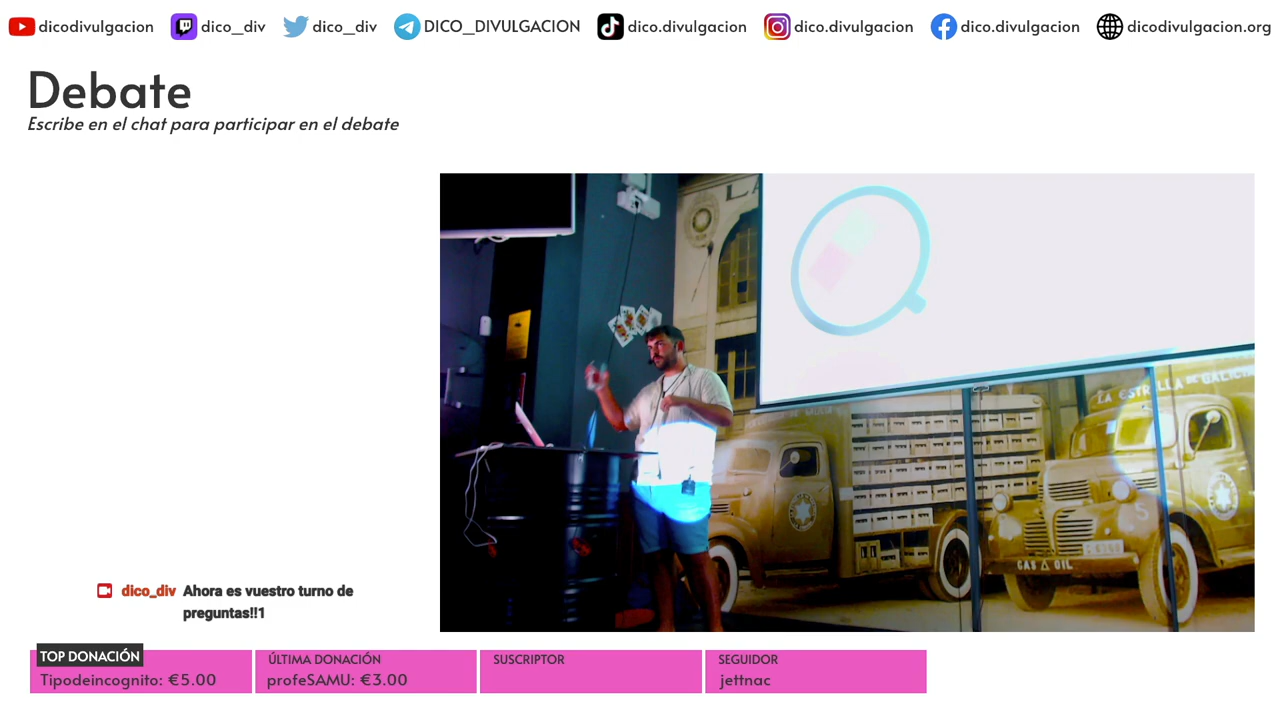 dicodivulgacion dico_div dico_div DICO_DIVULGACION dico.divulgacion dico.divulgacion dico.divulgacion dicodivulgacion.org
Debate
Escribe en el chat para participar en el debate
LA ESTRELLA DE GALICIA
5
GAS OIL
dico_div Ahora es vuestro turno de
preguntas!!1
TOP DONACIÓN
Tipodeincognito: €5.00
ÚLTIMA DONACIÓN
profeSAMU: €3.00
SUSCRIPTOR
SEGUIDOR
jettnac